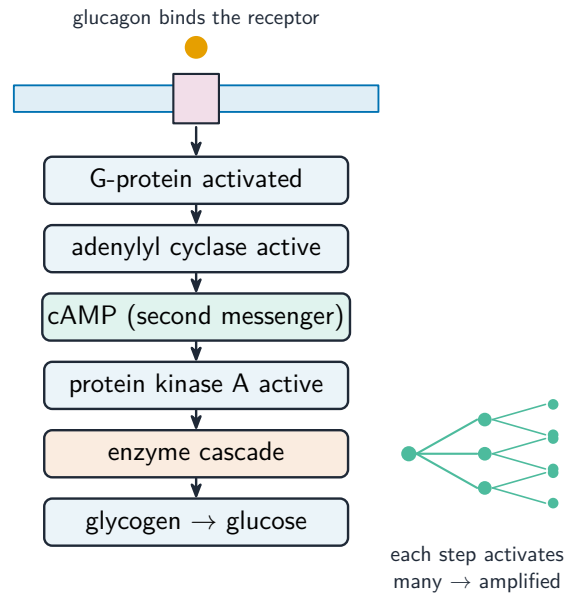 glucagon binds the receptor
G-protein activated
adenylyl cyclase active
cAMP (second messenger)
protein kinase A active
enzyme cascade
glycogen → glucose
each step activates
many → amplified